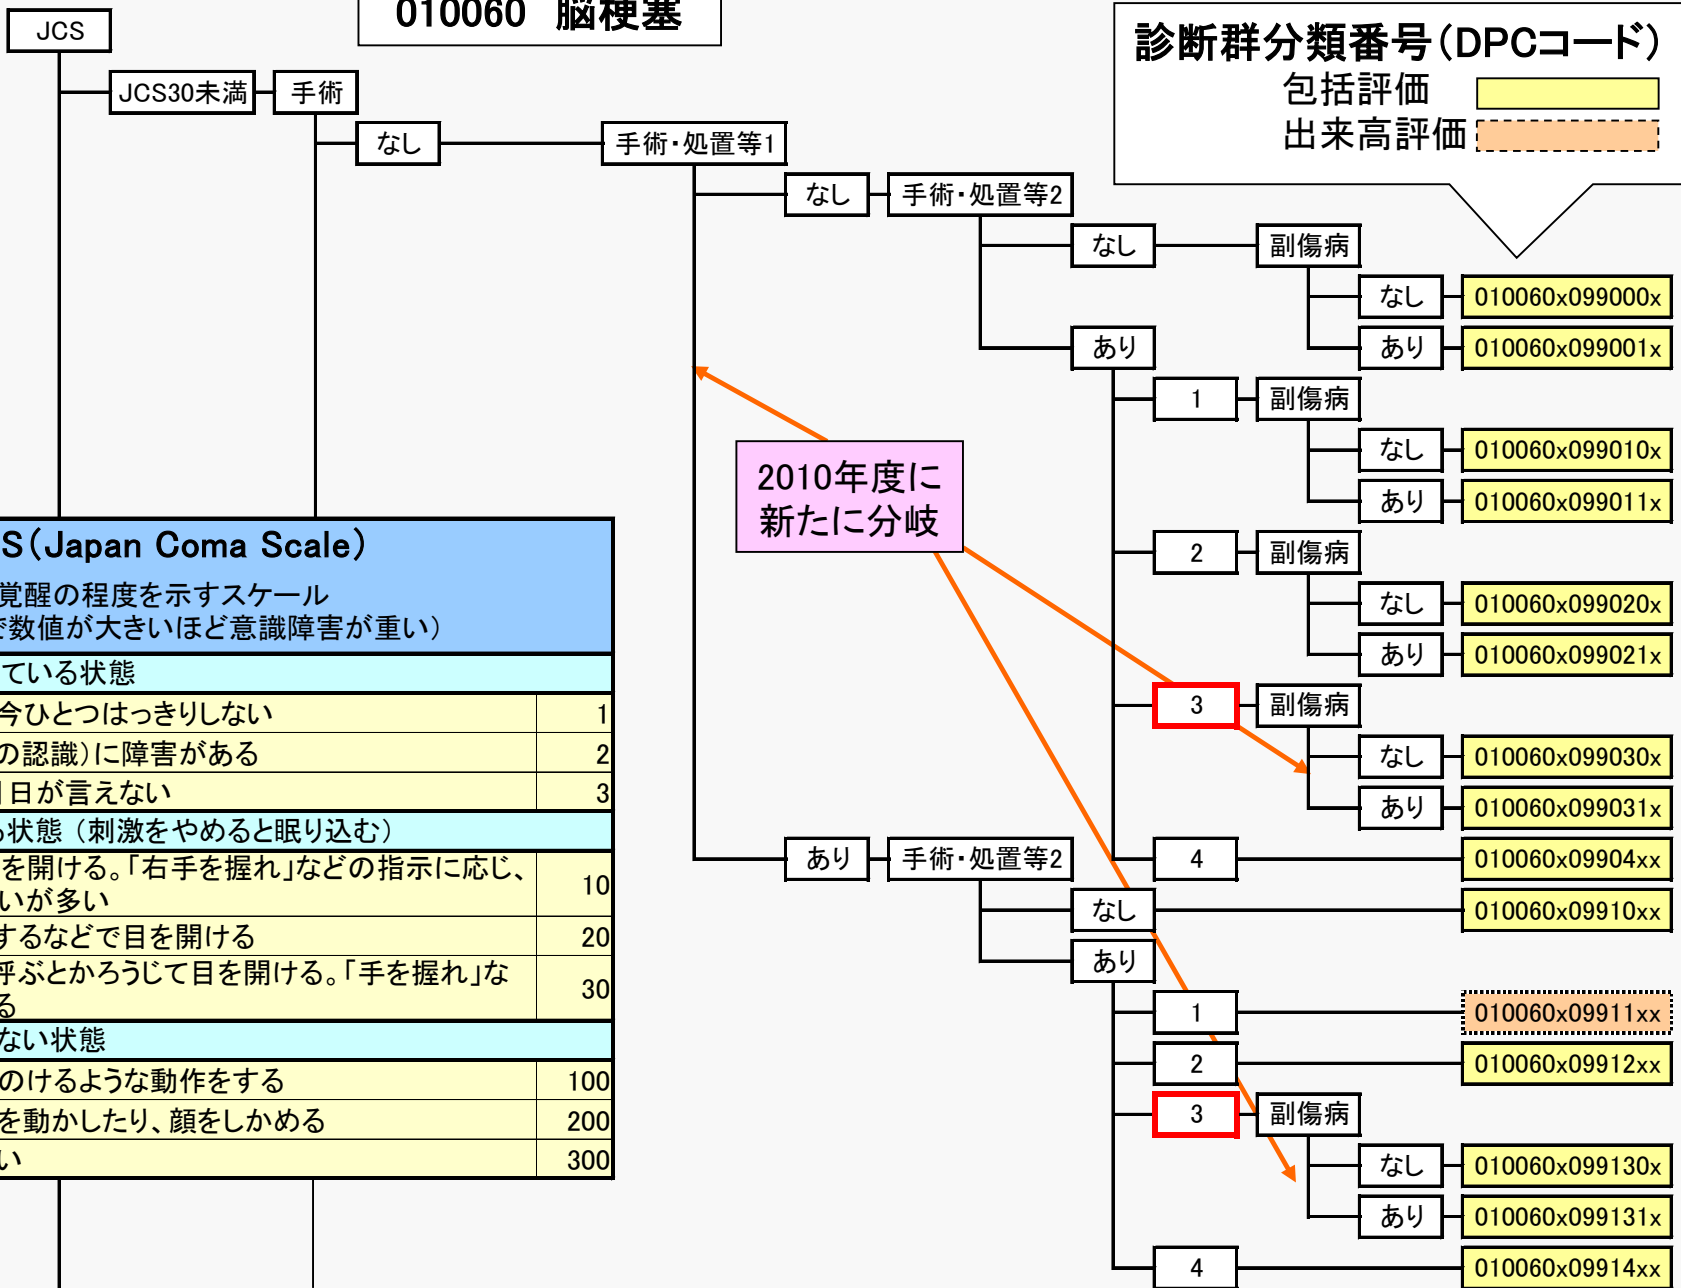 JCS
010060 脳梗塞
診断群分類番号(DPCコード)
包括評価
出来高評価
JCS30未満
手術
なし
手術・処置等1
なし
手術・処置等2
なし
副傷病
なし
010060x099000x
あり
010060x099001x
あり
1
副傷病
なし
010060x099010x
あり
010060x099011x
2010年度に
新たに分岐
2
副傷病
なし
010060x099020x
あり
010060x099021x
3
副傷病
なし
010060x099030x
あり
010060x099031x
4
010060x09904xx
あり
手術・処置等2
なし
010060x09910xx
あり
1
010060x09911xx
2
010060x09912xx
3
副傷病
なし
010060x099130x
あり
010060x099131x
4
010060x09914xx
S(Japan Coma Scale)
覚醒の程度を示すスケール
で数値が大きいほど意識障害が重い)
ている状態
今ひとつはっきりしない 1
の認識)に障害がある 2
日が言えない 3
る状態 (刺激をやめると眠り込む)
を開ける。「右手を握れ」などの指示に応じ、
いが多い 10
するなどで目を開ける 20
呼ぶとかろうじて目を開ける。「手を握れ」な
る 30
ない状態
のけるような動作をする 100
を動かしたり、顔をしかめる 200
い 300